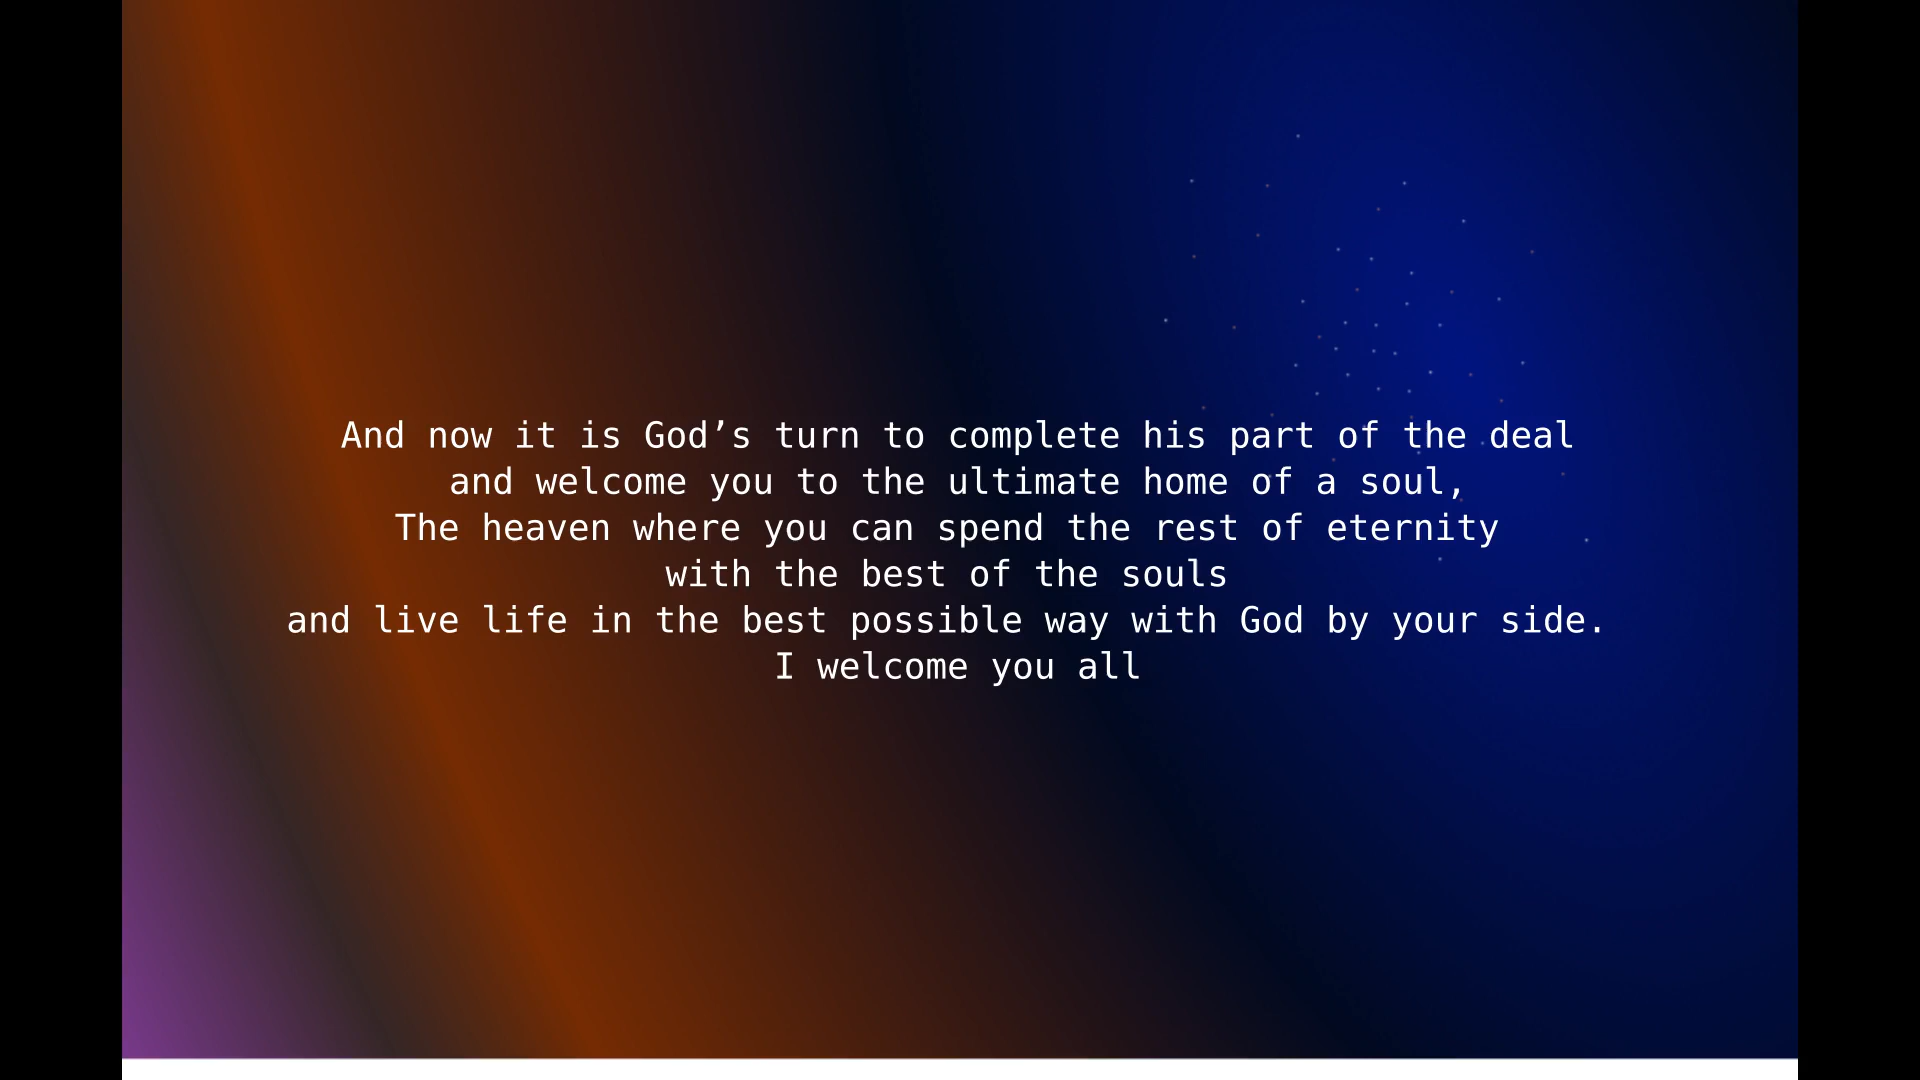 And now it is God’s turn to complete his part of the deal
and welcome you to the ultimate home of a soul,
The heaven where you can spend the rest of eternity
with the best of the souls
and live life in the best possible way with God by your side.
I welcome you all